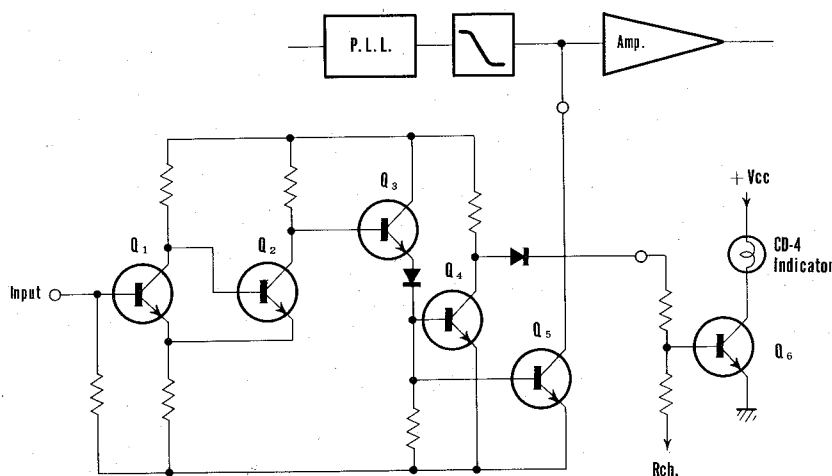 P.L.L.
Amp.
+ Vcc
CD-4
Indicator
Q3
Q1
Q2
Q4
Input
Q5
Q6
Rch.